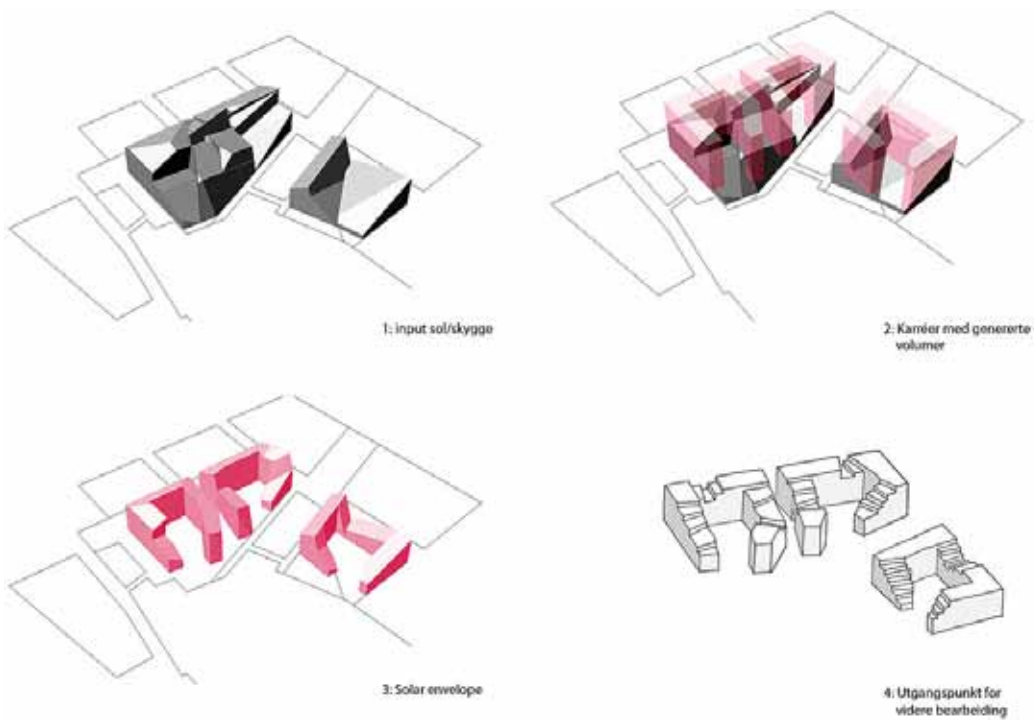 1: input sol/skygge
2: Karréer med genererte
volumer
3: Solar envelope
4: Utgangspunkt for
videre bearbeiding